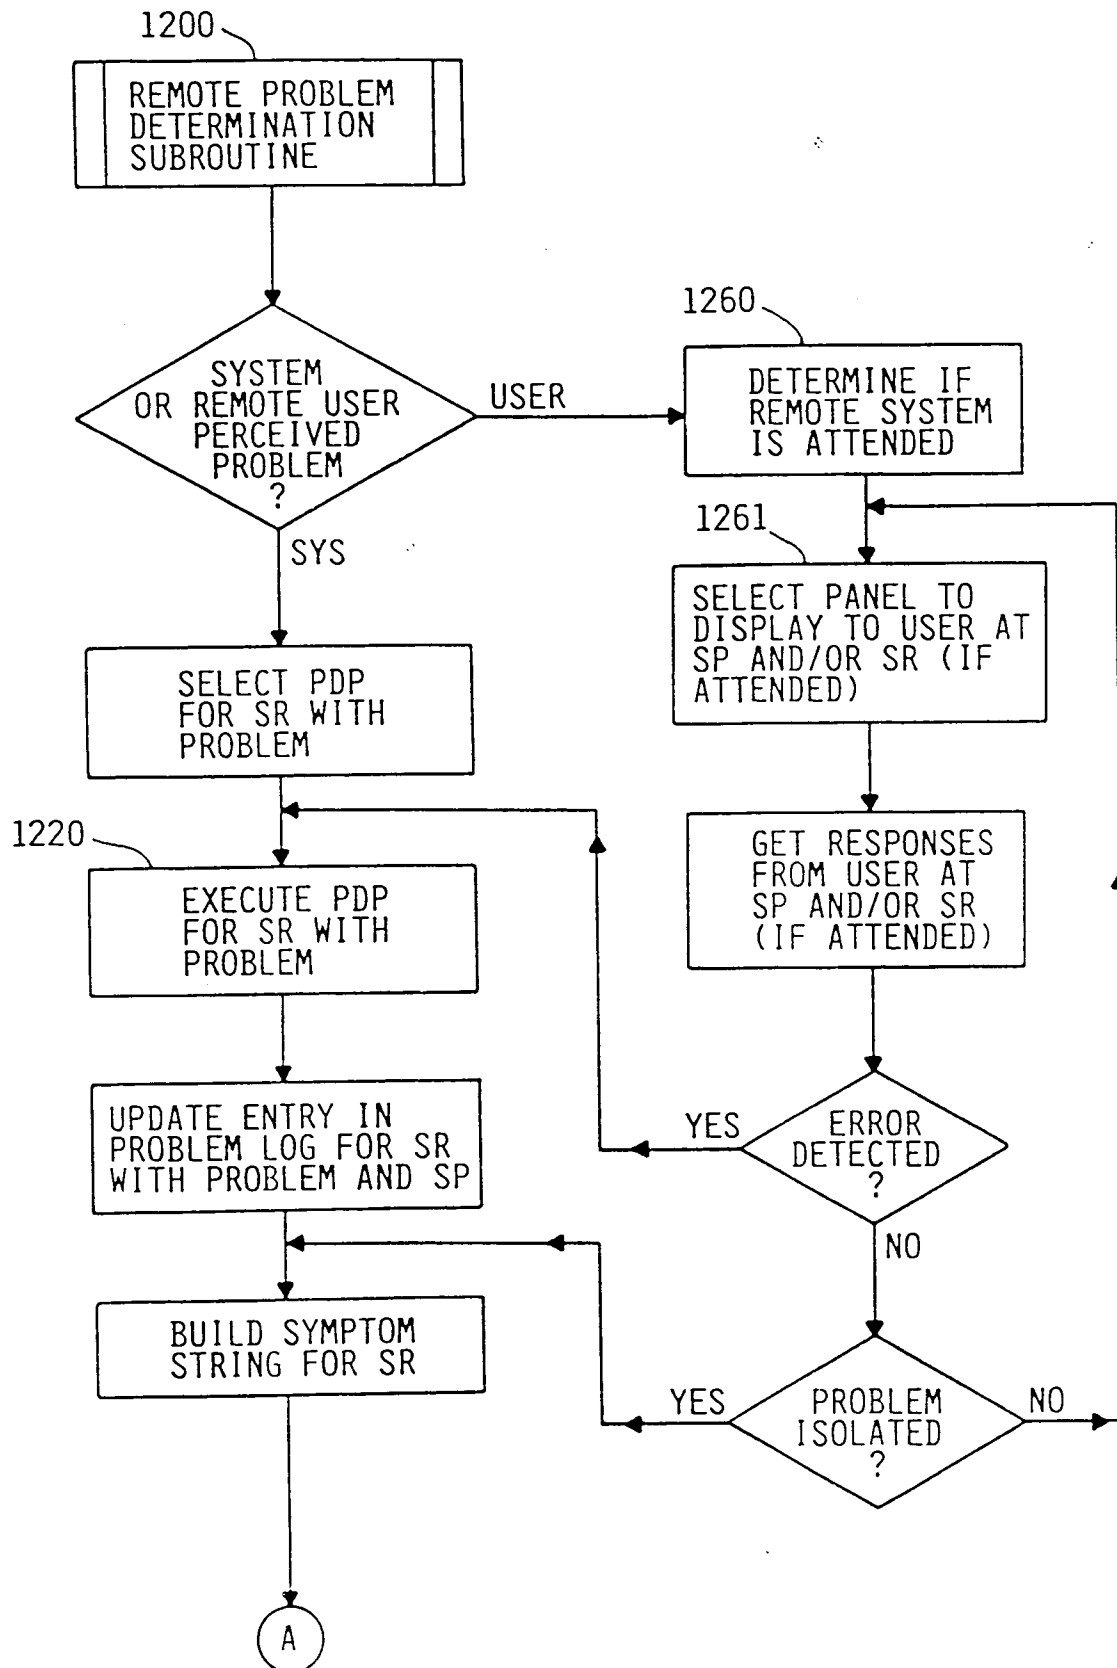 1200
REMOTE PROBLEM
DETERMINATION
SUBROUTINE
SYSTEM
OR REMOTE USER
PERCEIVED
PROBLEM
?
USER
SYS
1260
DETERMINE IF
REMOTE SYSTEM
IS ATTENDED
1261
SELECT PANEL TO
DISPLAY TO USER AT
SP AND/OR SR (IF
ATTENDED)
SELECT PDP
FOR SR WITH
PROBLEM
GET RESPONSES
FROM USER AT
SP AND/OR SR
(IF ATTENDED)
1220
EXECUTE PDP
FOR SR WITH
PROBLEM
UPDATE ENTRY IN
PROBLEM LOG FOR SR
WITH PROBLEM AND SP
YES
ERROR
DETECTED
?
NO
BUILD SYMPTOM
STRING FOR SR
YES
PROBLEM
ISOLATED
?
NO
A